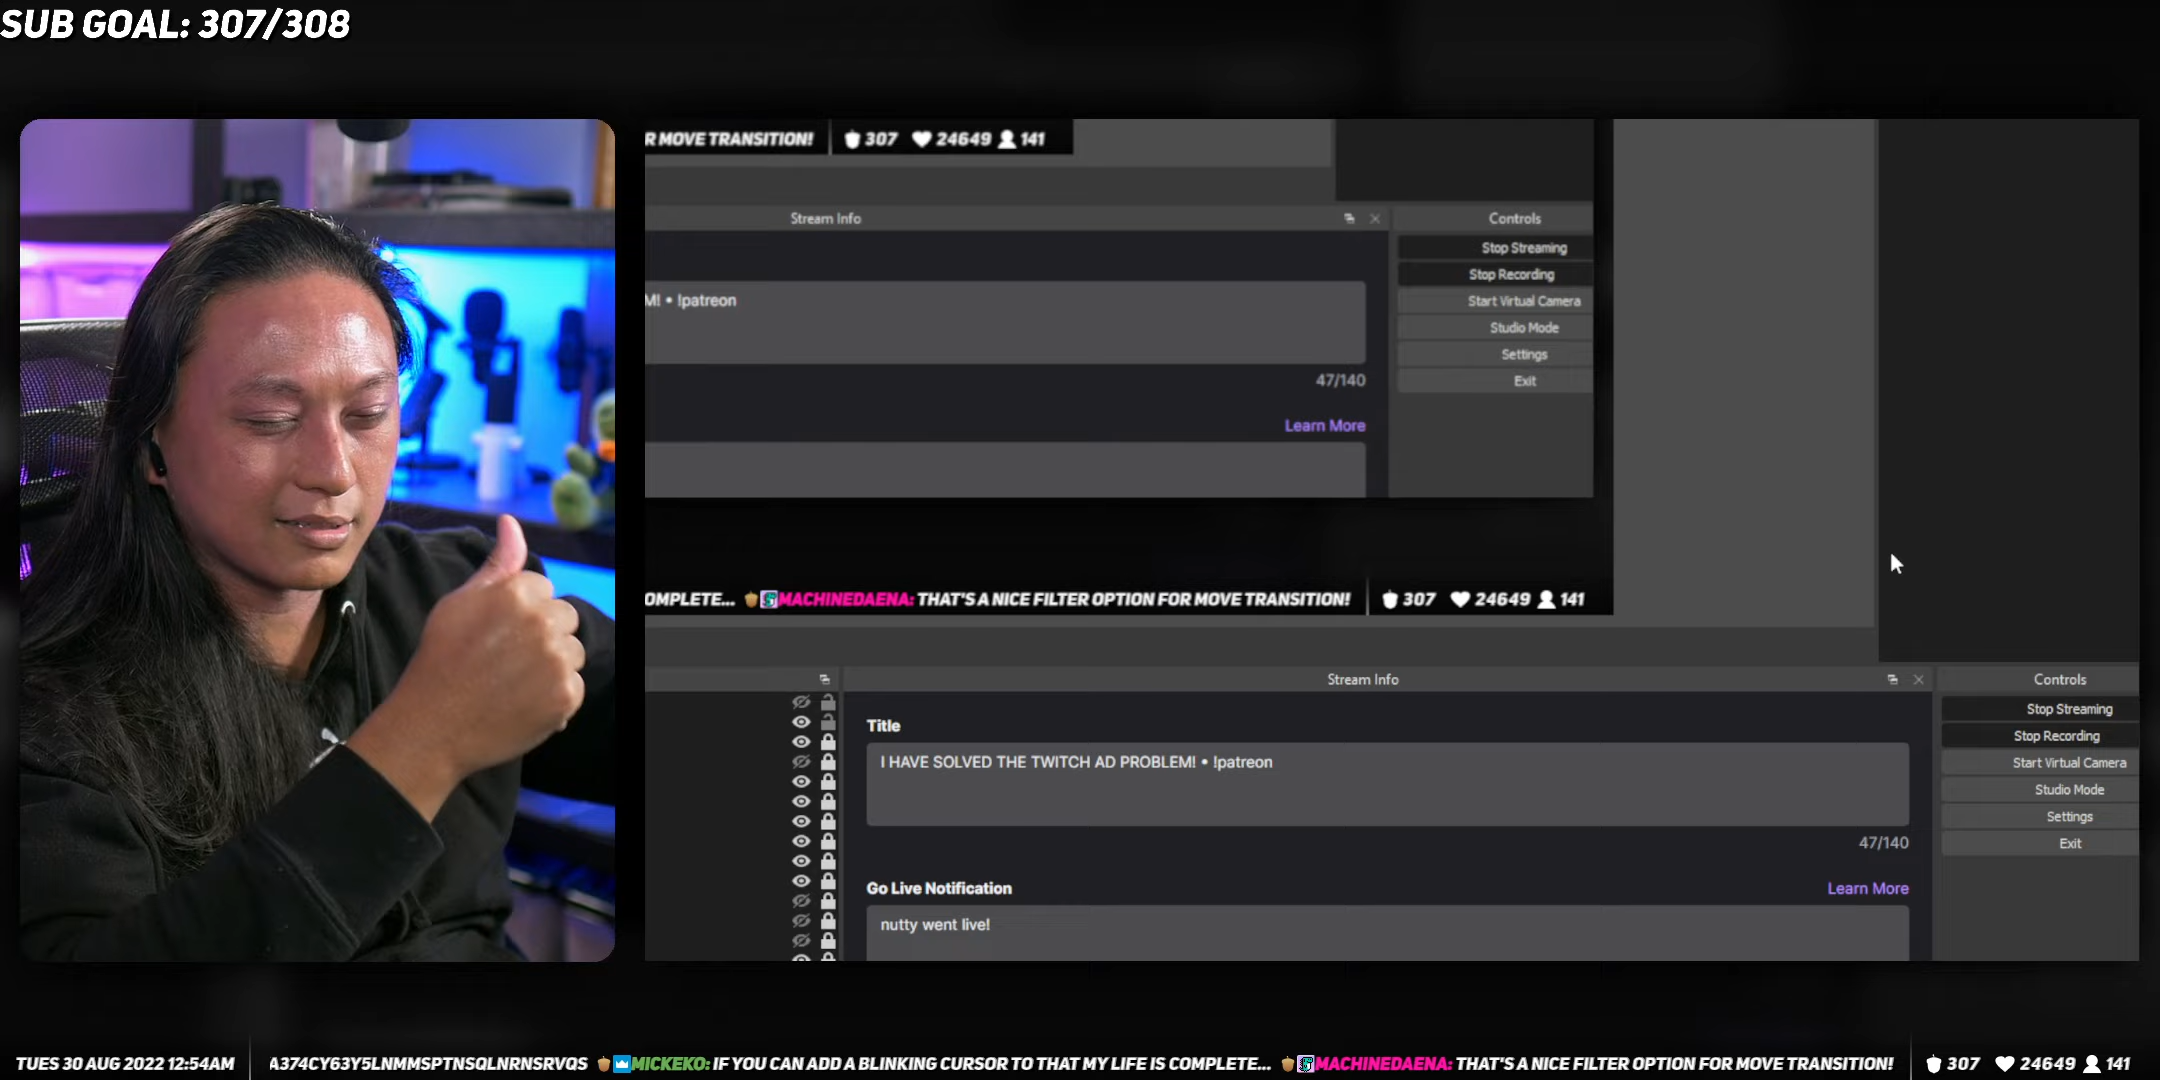 SUB GOAL: 307/308
R MOVE TRANSITION! 307 24649 141
Stream Info
Controls
Stop Streaming
Stop Recording
Start Virtual Camera
Studio Mode
Settings
Exit
M! • !patreon
47/140
Learn More
OMPLETE... MACHINEDAENA: THAT'S A NICE FILTER OPTION FOR MOVE TRANSITION! 307 24649 141
Stream Info
Controls
Title
I HAVE SOLVED THE TWITCH AD PROBLEM! • !patreon
47/140
Go Live Notification
Learn More
nutty went live!
Stop Streaming
Stop Recording
Start Virtual Camera
Studio Mode
Settings
Exit
TUES 30 AUG 2022 12:54AM A374CY63Y5LNMMSPTNSQLNRNSRVQS MICKEKO: IF YOU CAN ADD A BLINKING CURSOR TO THAT MY LIFE IS COMPLETE... MACHINEDAENA: THAT'S A NICE FILTER OPTION FOR MOVE TRANSITION! 307 24649 141